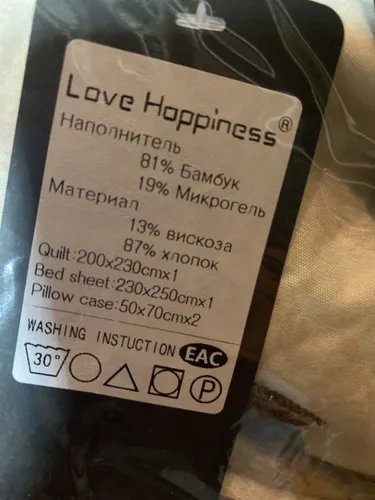 Love Happiness ®
Наполнитель
81% Бамбук
19% Микрогель
Материал
13% вискоза
87% хлопок
Quilt:200x230cmx1
Bed sheet:230x250cmx1
Pillow case:50x70cmx2
WASHING INSTUCTION EAC
30° P